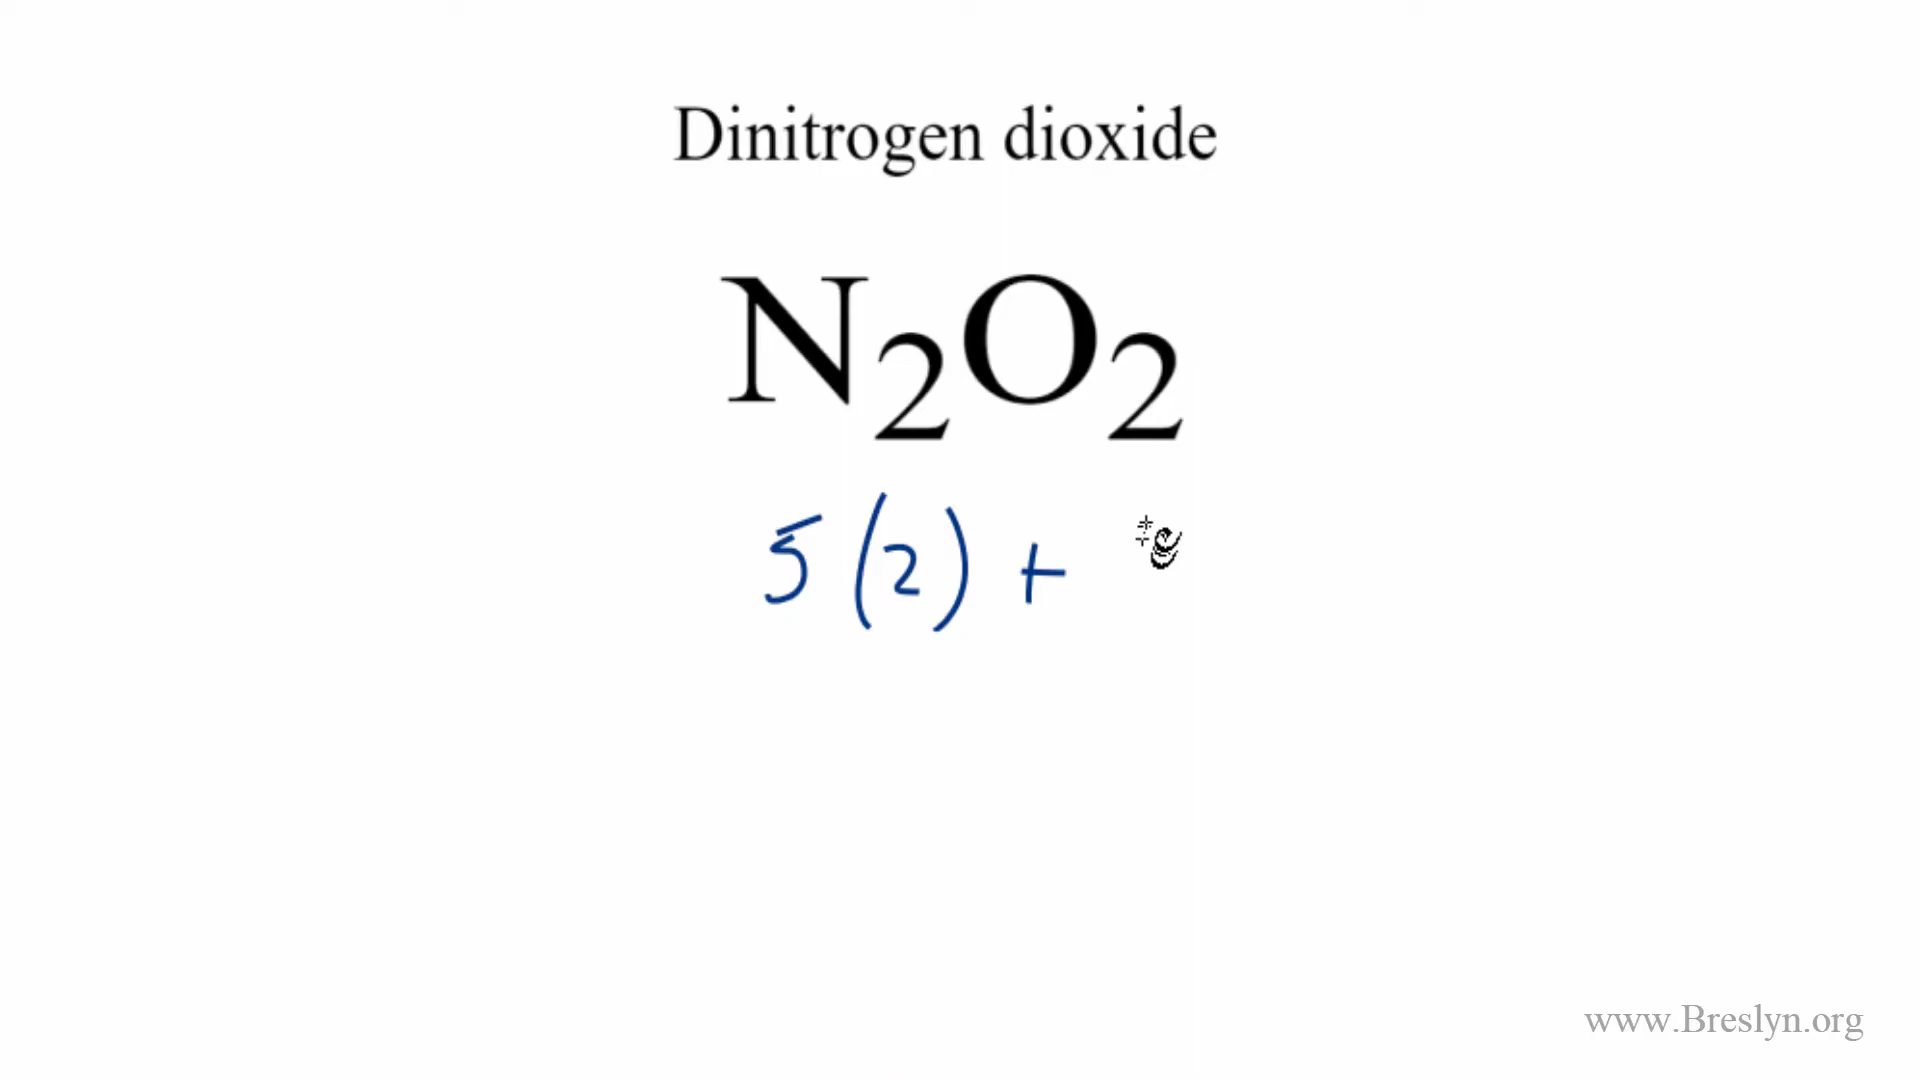 Dinitrogen dioxide
N₂O₂
5 (2) +
www.Breslyn.org